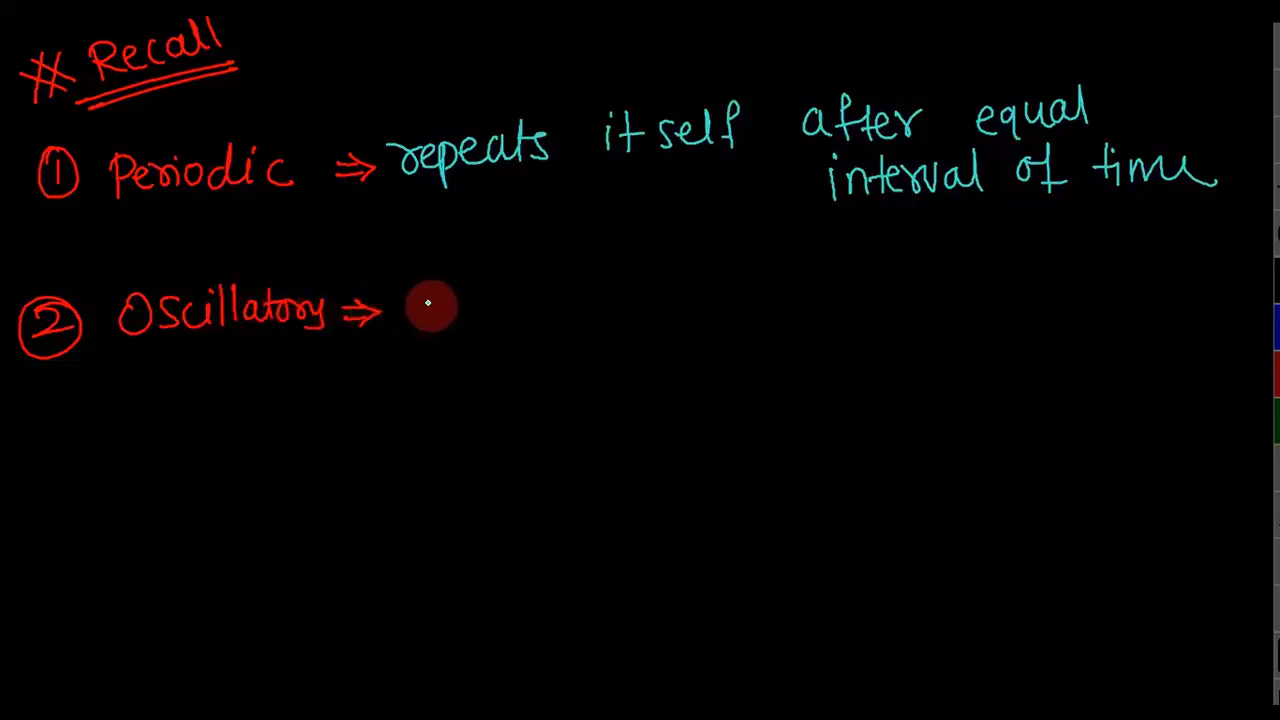 # Recall
① Periodic ⇒ repeats itself after equal
interval of time
② Oscillatory ⇒